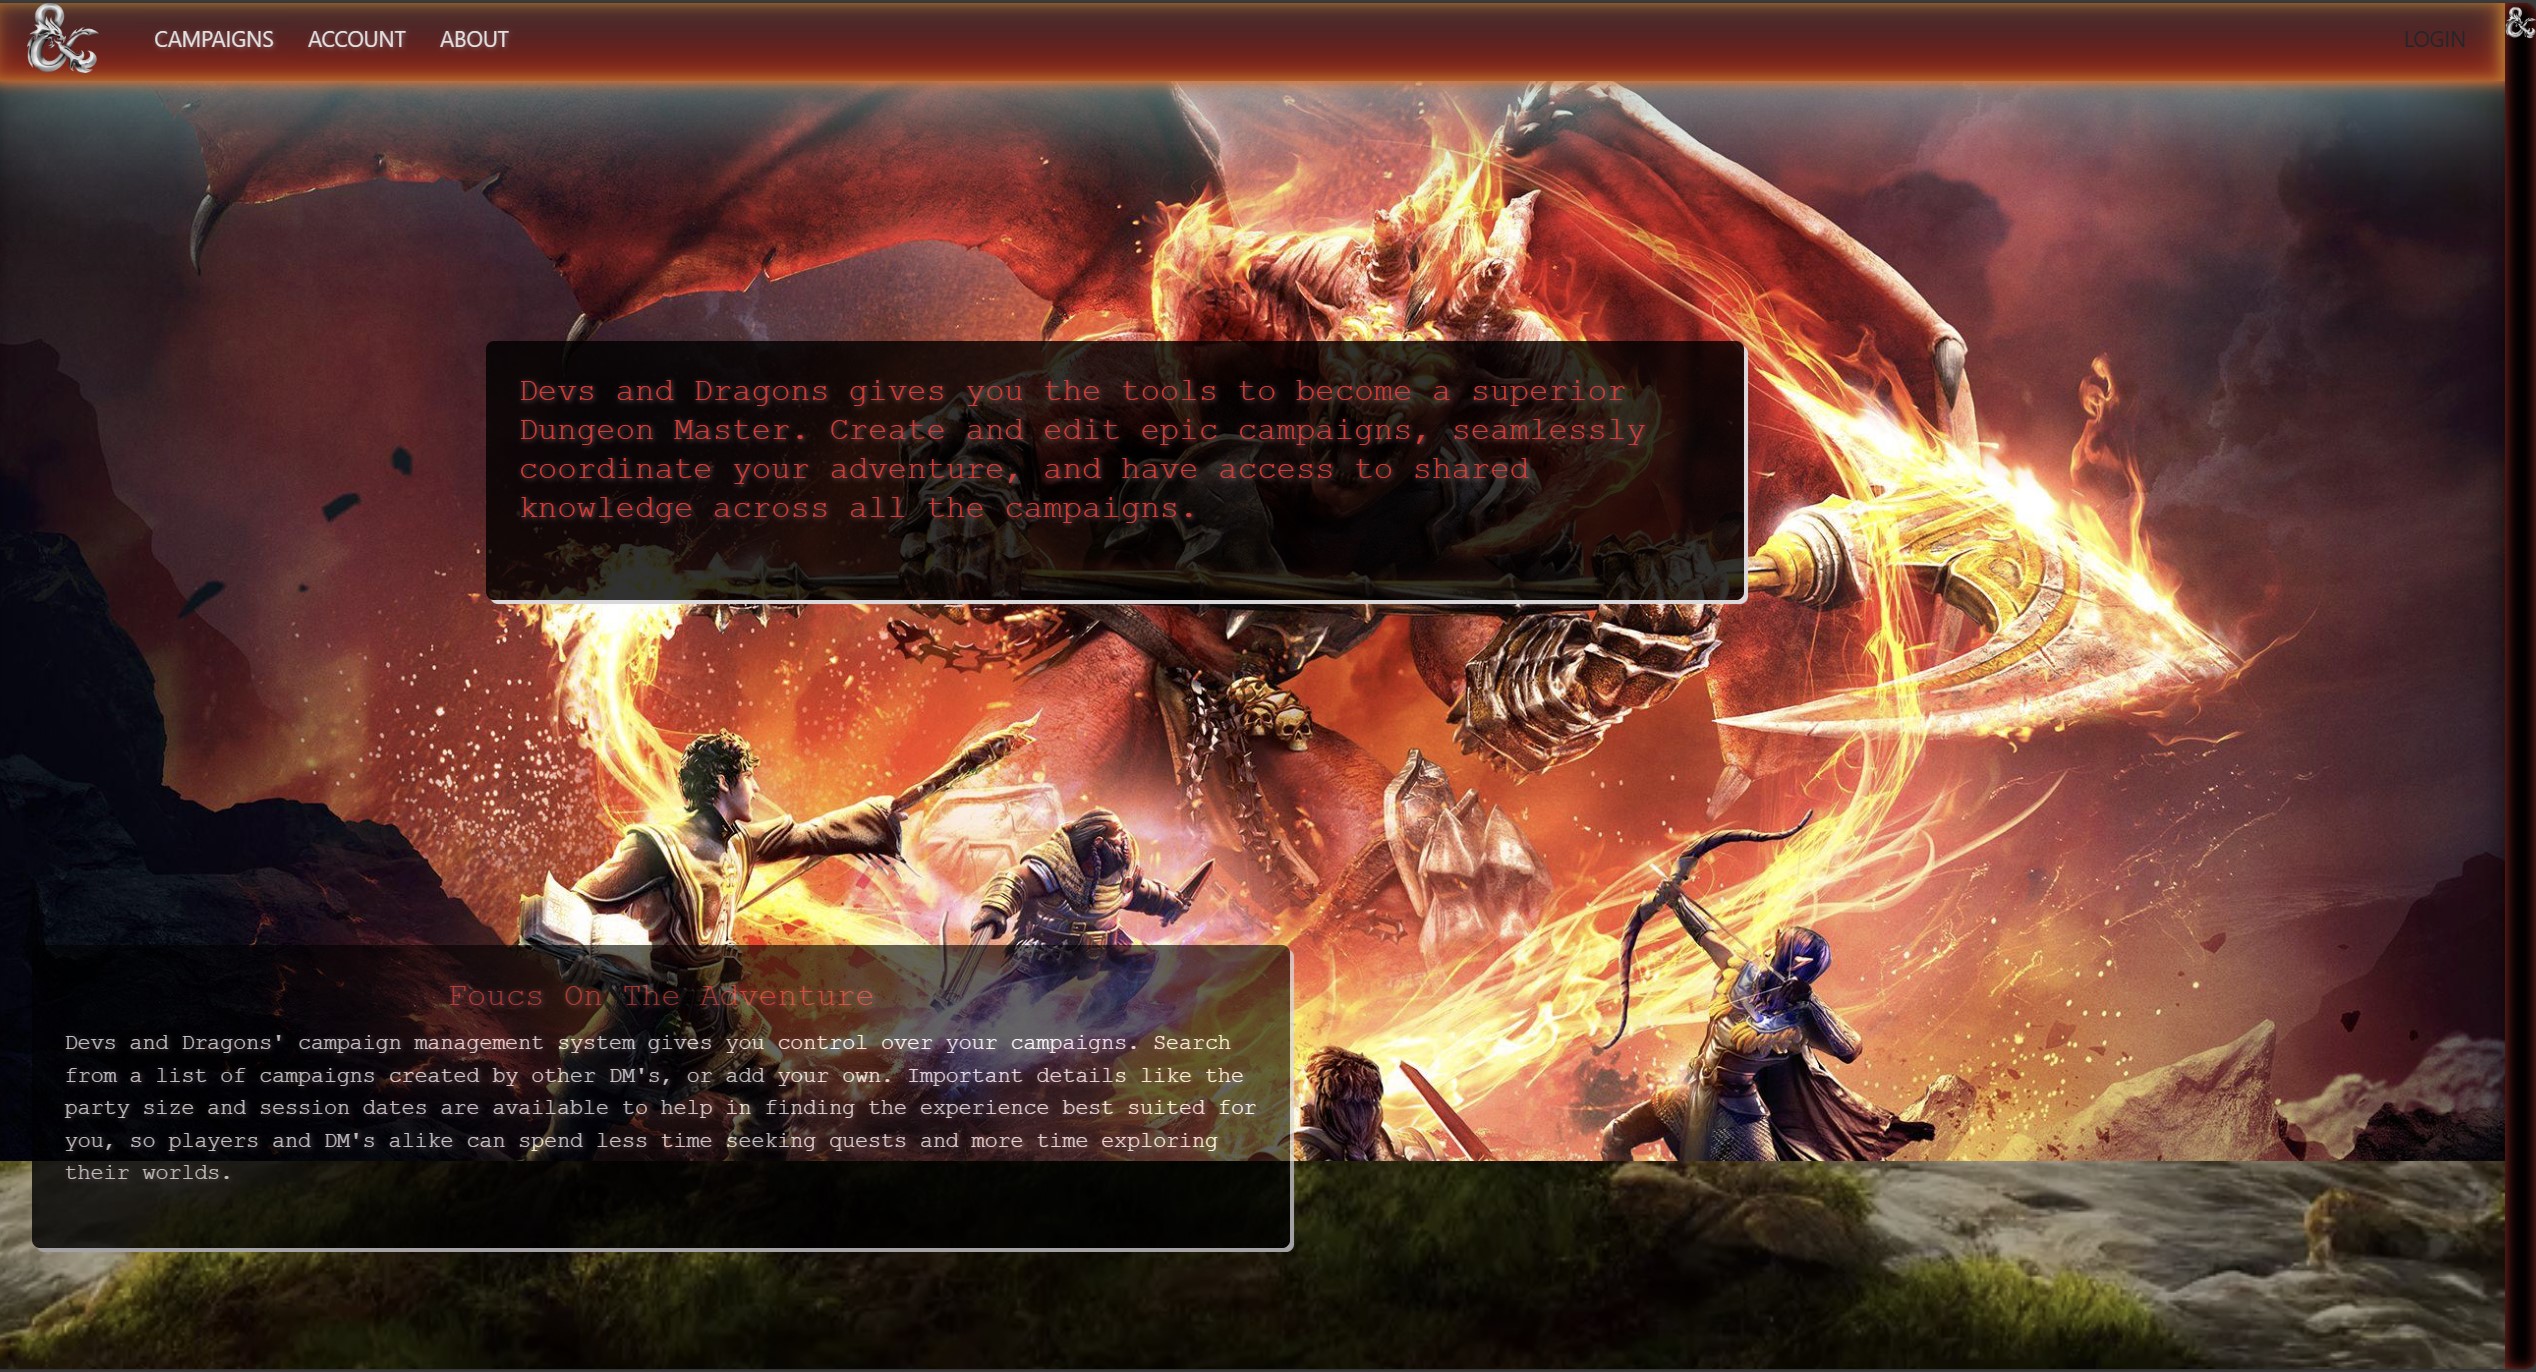 CAMPAIGNS ACCOUNT ABOUT LOGIN
Devs and Dragons gives you the tools to become a superior
Dungeon Master. Create and edit epic campaigns, seamlessly
coordinate your adventure, and have access to shared
knowledge across all the campaigns.
Foucs On The Adventure
Devs and Dragons' campaign management system gives you control over your campaigns. Search
from a list of campaigns created by other DM's, or add your own. Important details like the
party size and session dates are available to help in finding the experience best suited for
you, so players and DM's alike can spend less time seeking quests and more time exploring
their worlds.